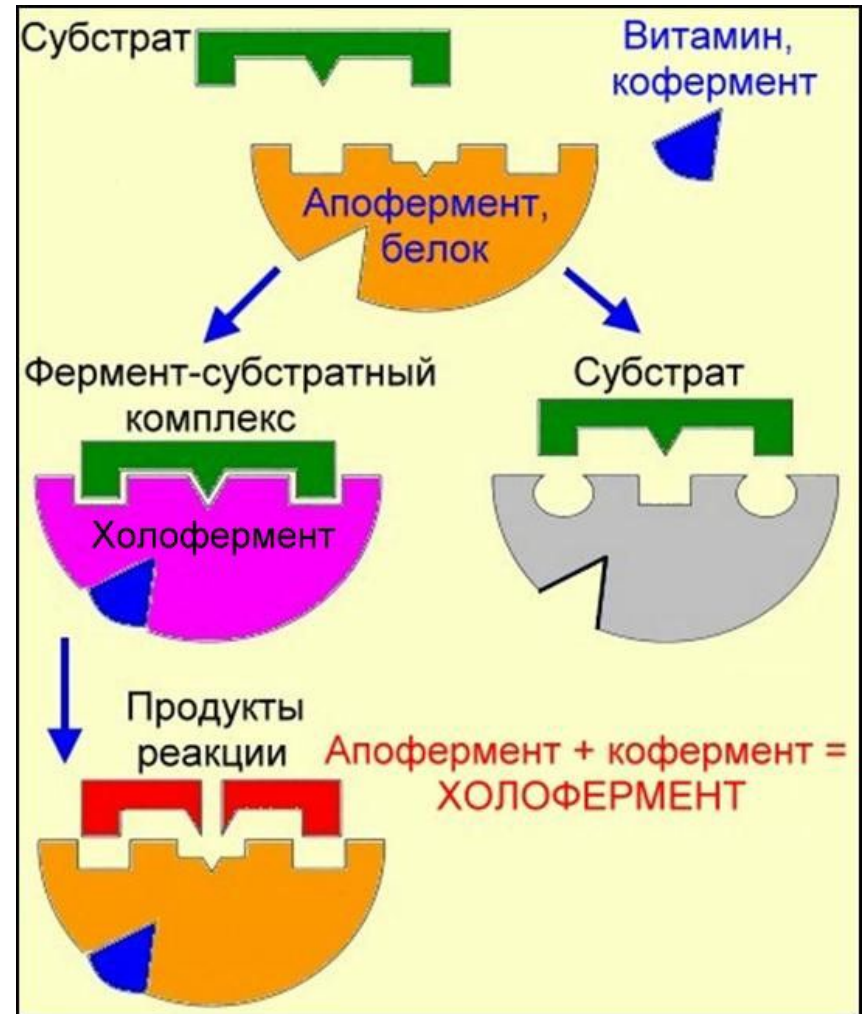 Субстрат
Витамин,
кофермент
Апофермент,
белок
Фермент-субстратный
комплекс
Субстрат
Холофермент
Продукты
реакции
Апофермент + кофермент =
ХОЛОФЕРМЕНТ